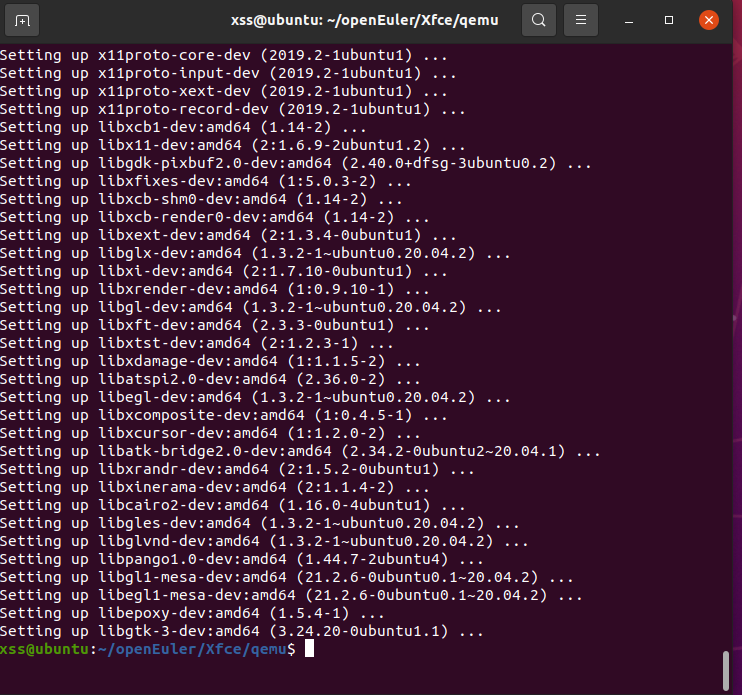 xss@ubuntu: ~/openEuler/Xfce/qemu
Setting up x11proto-core-dev (2019.2-1ubuntu1) ...
Setting up x11proto-input-dev (2019.2-1ubuntu1) ...
Setting up x11proto-xext-dev (2019.2-1ubuntu1) ...
Setting up x11proto-record-dev (2019.2-1ubuntu1) ...
Setting up libxcb1-dev:amd64 (1.14-2) ...
Setting up libx11-dev:amd64 (2:1.6.9-2ubuntu1.2) ...
Setting up libgdk-pixbuf2.0-dev:amd64 (2.40.0+dfsg-3ubuntu0.2) ...
Setting up libxfixes-dev:amd64 (1:5.0.3-2) ...
Setting up libxcb-shm0-dev:amd64 (1.14-2) ...
Setting up libxcb-render0-dev:amd64 (1.14-2) ...
Setting up libxext-dev:amd64 (2:1.3.4-0ubuntu1) ...
Setting up libglx-dev:amd64 (1.3.2-1~ubuntu0.20.04.2) ...
Setting up libxi-dev:amd64 (2:1.7.10-0ubuntu1) ...
Setting up libxrender-dev:amd64 (1:0.9.10-1) ...
Setting up libgl-dev:amd64 (1.3.2-1~ubuntu0.20.04.2) ...
Setting up libxft-dev:amd64 (2.3.3-0ubuntu1) ...
Setting up libxtst-dev:amd64 (2:1.2.3-1) ...
Setting up libxdamage-dev:amd64 (1:1.1.5-2) ...
Setting up libatspi2.0-dev:amd64 (2.36.0-2) ...
Setting up libegl-dev:amd64 (1.3.2-1~ubuntu0.20.04.2) ...
Setting up libxcomposite-dev:amd64 (1:0.4.5-1) ...
Setting up libxcursor-dev:amd64 (1:1.2.0-2) ...
Setting up libatk-bridge2.0-dev:amd64 (2.34.2-0ubuntu2~20.04.1) ...
Setting up libxrandr-dev:amd64 (2:1.5.2-0ubuntu1) ...
Setting up libxinerama-dev:amd64 (2:1.1.4-2) ...
Setting up libcairo2-dev:amd64 (1.16.0-4ubuntu1) ...
Setting up libgles-dev:amd64 (1.3.2-1~ubuntu0.20.04.2) ...
Setting up libglvnd-dev:amd64 (1.3.2-1~ubuntu0.20.04.2) ...
Setting up libpango1.0-dev:amd64 (1.44.7-2ubuntu4) ...
Setting up libgl1-mesa-dev:amd64 (21.2.6-0ubuntu0.1~20.04.2) ...
Setting up libegl1-mesa-dev:amd64 (21.2.6-0ubuntu0.1~20.04.2) ...
Setting up libepoxy-dev:amd64 (1.5.4-1) ...
Setting up libgtk-3-dev:amd64 (3.24.20-0ubuntu1.1) ...
xss@ubuntu:~/openEuler/Xfce/qemu$